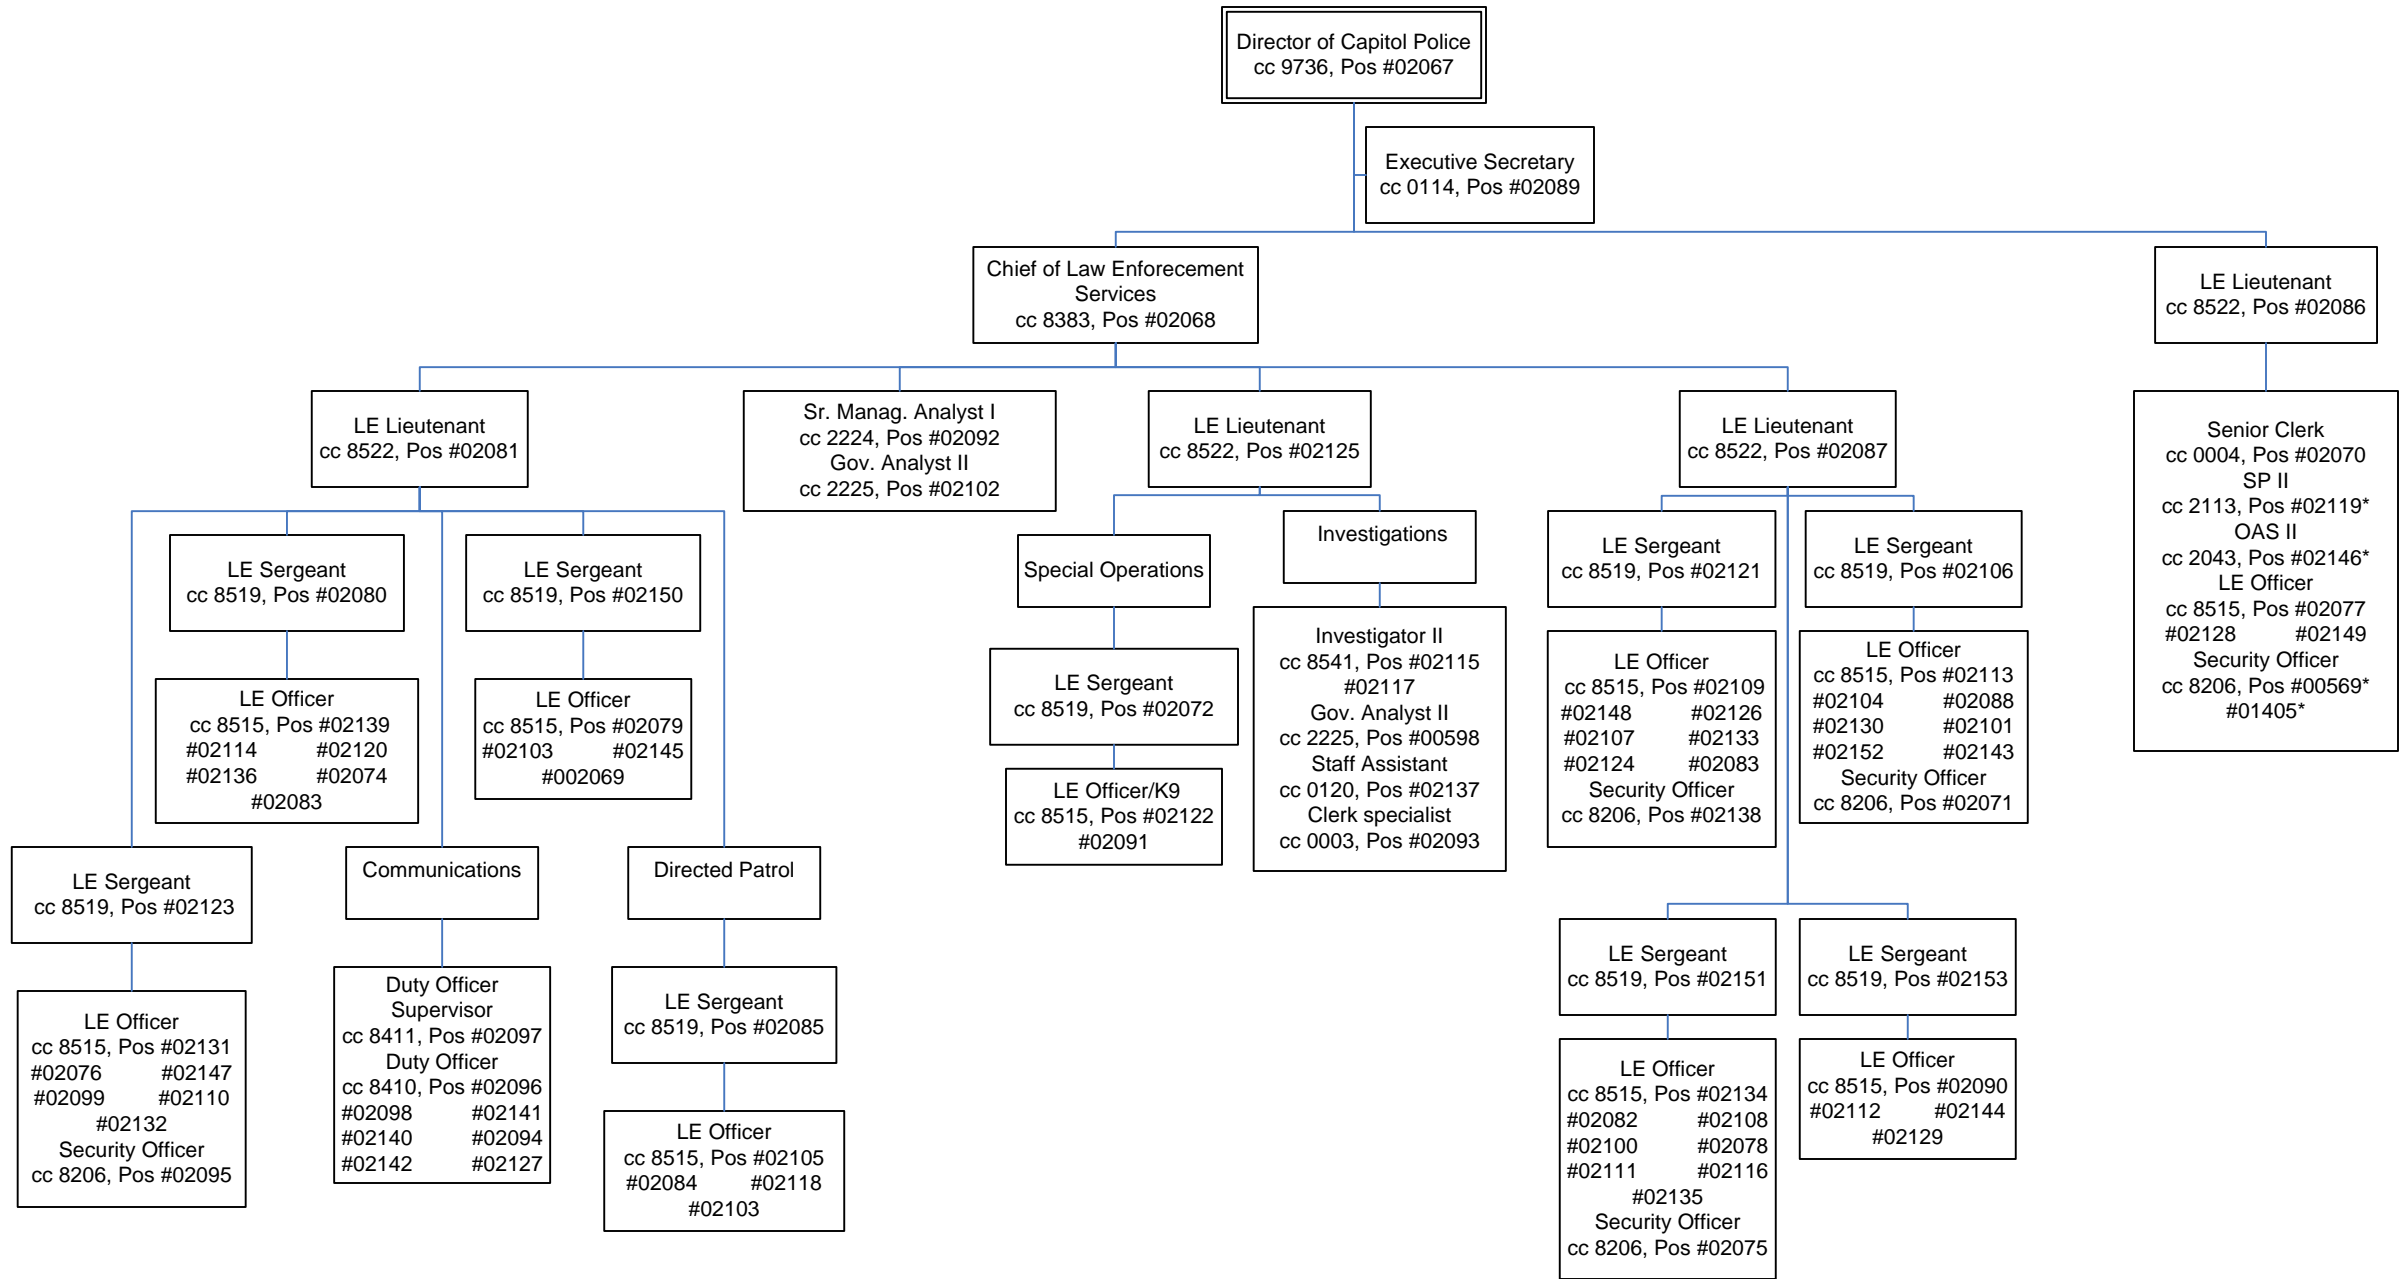 Director of Capitol Police
cc 9736, Pos #02067
Executive Secretary
cc 0114, Pos #02089
Chief of Law Enforecement
Services
cc 8383, Pos #02068
LE Lieutenant
cc 8522, Pos #02086
LE Lieutenant
cc 8522, Pos #02081
Sr. Manag. Analyst I
cc 2224, Pos #02092
Gov. Analyst II
cc 2225, Pos #02102
LE Lieutenant
cc 8522, Pos #02125
LE Lieutenant
cc 8522, Pos #02087
Senior Clerk
cc 0004, Pos #02070
SP II
cc 2113, Pos #02119*
OAS II
cc 2043, Pos #02146*
LE Officer
cc 8515, Pos #02077
#02128 #02149
Security Officer
cc 8206, Pos #00569*
#01405*
LE Sergeant
cc 8519, Pos #02080
LE Sergeant
cc 8519, Pos #02150
Special Operations
Investigations
LE Sergeant
cc 8519, Pos #02121
LE Sergeant
cc 8519, Pos #02106
LE Officer
cc 8515, Pos #02139
#02114 #02120
#02136 #02074
#02083
LE Officer
cc 8515, Pos #02079
#02103 #02145
#002069
LE Sergeant
cc 8519, Pos #02072
LE Officer/K9
cc 8515, Pos #02122
#02091
Investigator II
cc 8541, Pos #02115
#02117
Gov. Analyst II
cc 2225, Pos #00598
Staff Assistant
cc 0120, Pos #02137
Clerk specialist
cc 0003, Pos #02093
LE Officer
cc 8515, Pos #02109
#02148 #02126
#02107 #02133
#02124 #02083
Security Officer
cc 8206, Pos #02138
LE Officer
cc 8515, Pos #02113
#02104 #02088
#02130 #02101
#02152 #02143
Security Officer
cc 8206, Pos #02071
LE Sergeant
cc 8519, Pos #02123
Communications
Directed Patrol
LE Officer
cc 8515, Pos #02131
#02076 #02147
#02099 #02110
#02132
Security Officer
cc 8206, Pos #02095
Duty Officer
Supervisor
cc 8411, Pos #02097
Duty Officer
cc 8410, Pos #02096
#02098 #02141
#02140 #02094
#02142 #02127
LE Sergeant
cc 8519, Pos #02085
LE Officer
cc 8515, Pos #02105
#02084 #02118
#02103
LE Sergeant
cc 8519, Pos #02151
LE Sergeant
cc 8519, Pos #02153
LE Officer
cc 8515, Pos #02134
#02082 #02108
#02100 #02078
#02111 #02116
#02135
Security Officer
cc 8206, Pos #02075
LE Officer
cc 8515, Pos #02090
#02112 #02144
#02129